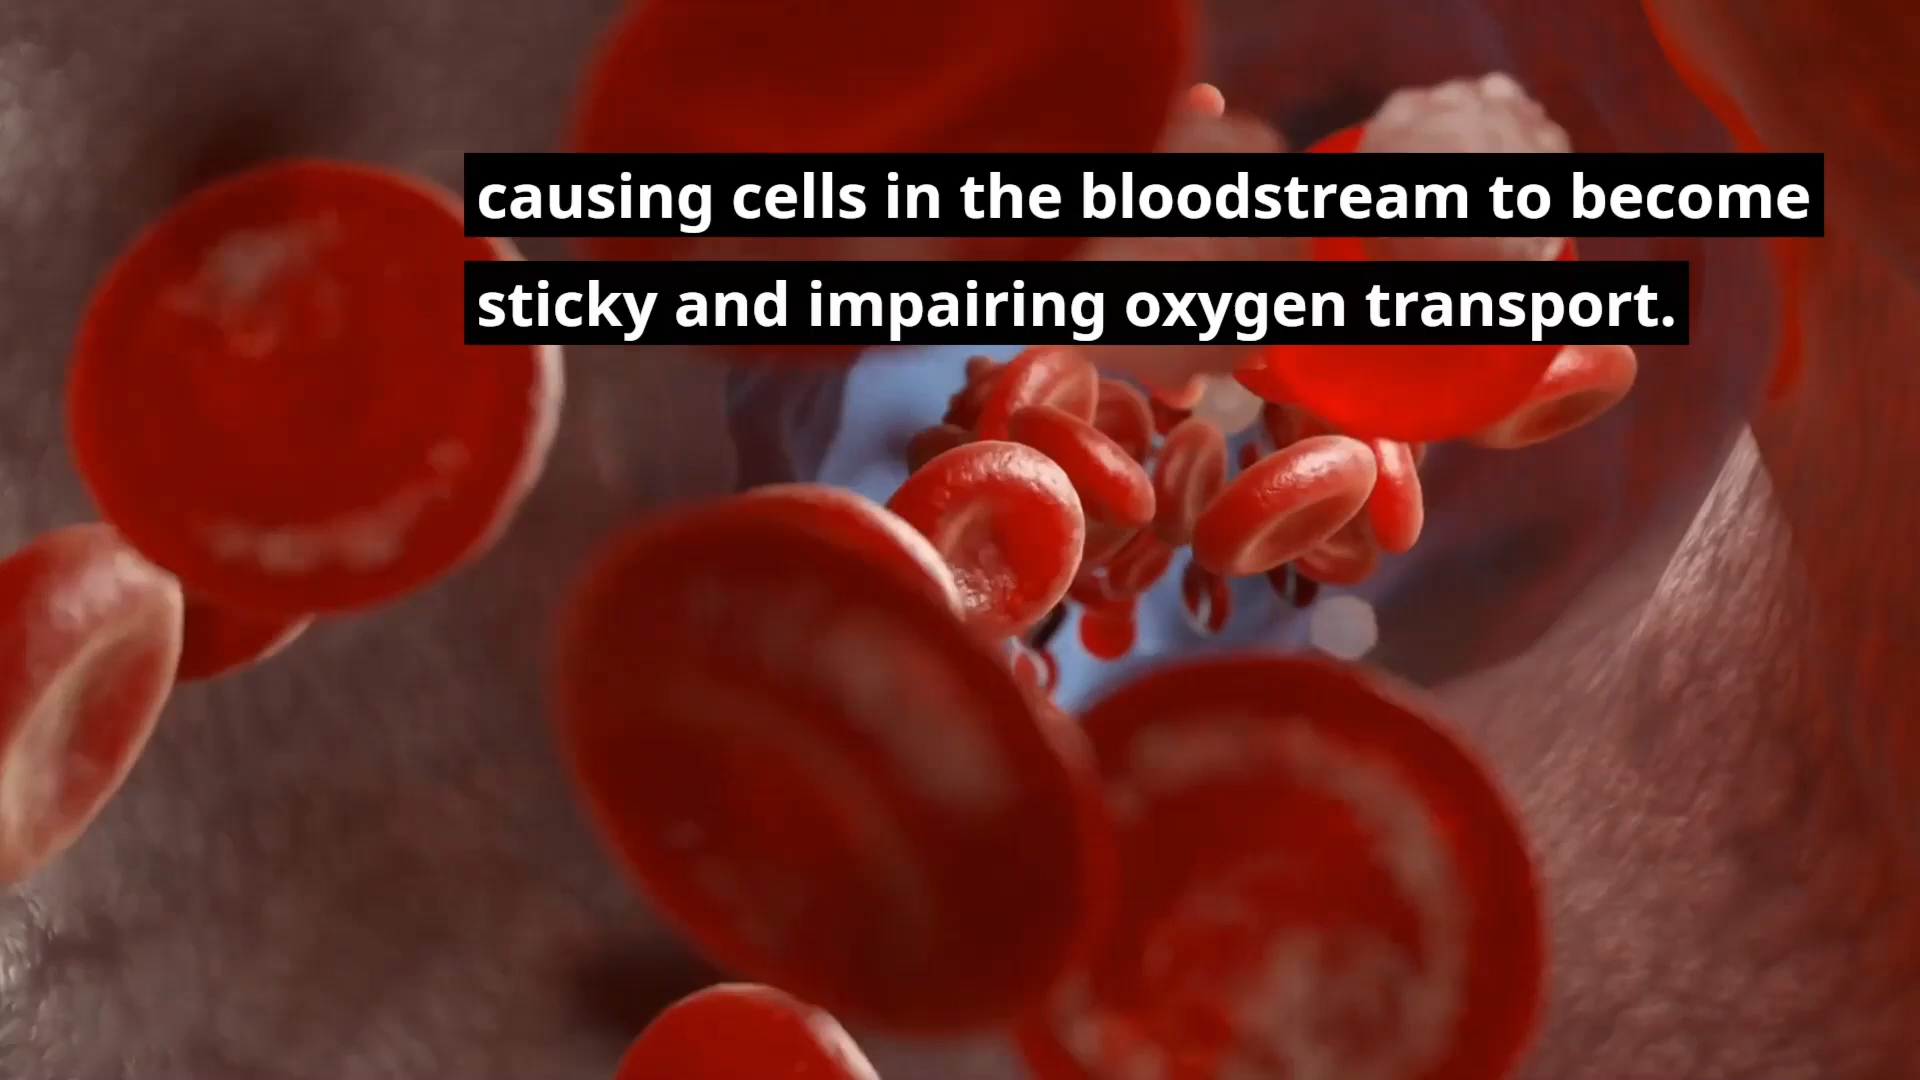 causing cells in the bloodstream to become
sticky and impairing oxygen transport.